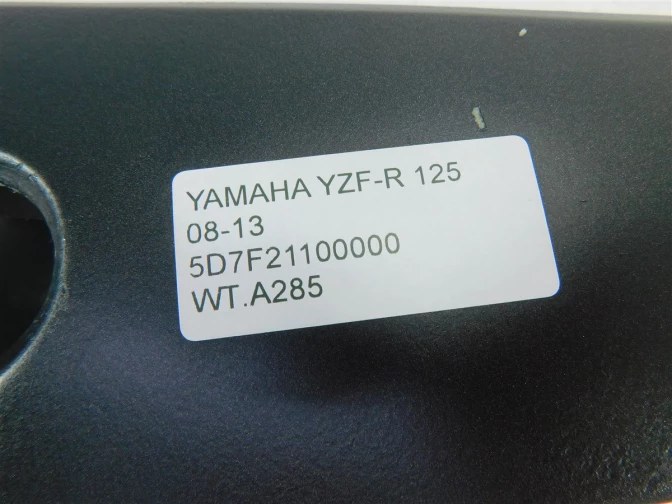 YAMAHA YZF-R 125
08-13
5D7F21100000
WT.A285